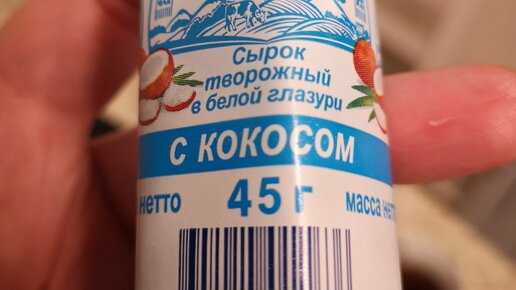 Сырок
творожный
в белой глазури
С КОКОСОМ
нетто 45 г масса